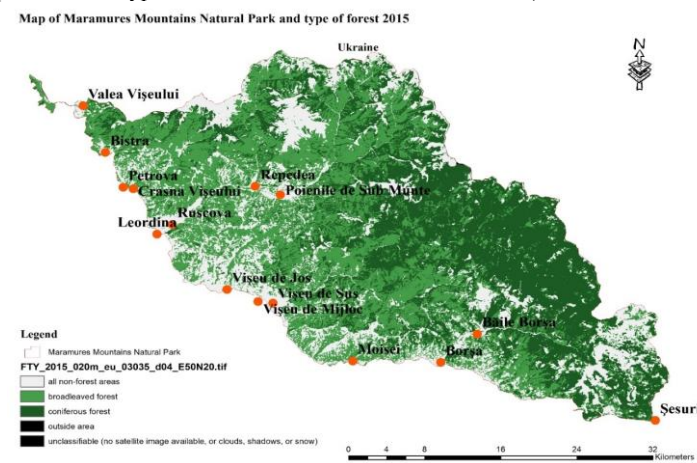 Map of Maramures Mountains Natural Park and type of forest 2015
Ukraine
N
Valea Vișeului
Bistra
Petrova
Crasna Vișeului
Repedea
Poienile de Sub Munte
Ruscova
Leordina
Vișeu de Jos
Vișeu de Sus
Vișeu de Mijloc
Baile Borșa
Moisei
Borșa
Șesuri
Legend
Maramures Mountains Natural Park
FTY_2015_020m_eu_03035_d04_E50N20.tif
all non-forest areas
broadleaved forest
coniferous forest
outside area
unclassifiable (no satellite image available, or clouds, shadows, or snow)
0 4 8 16 24 32
Kilometers